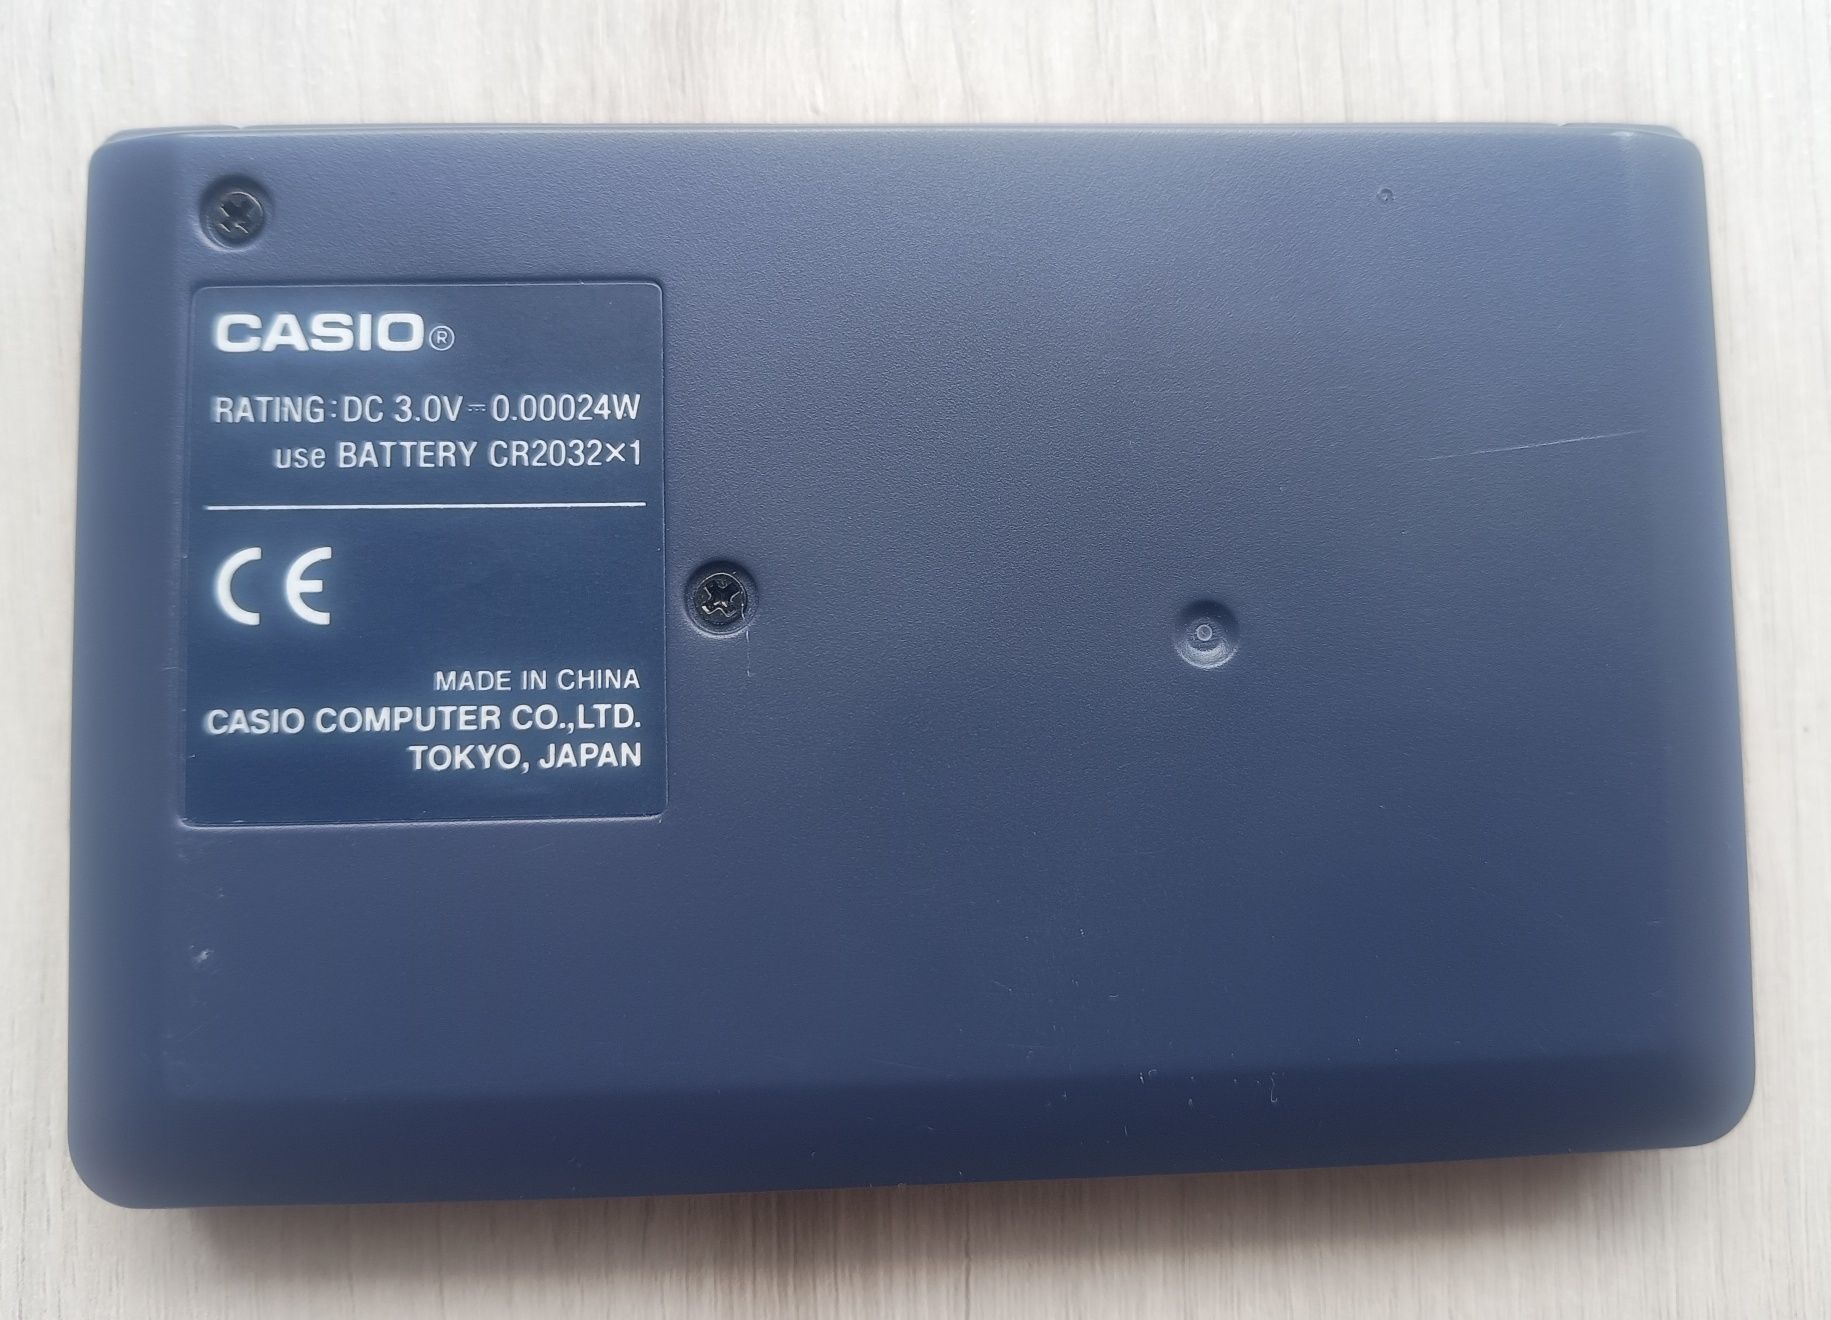 CASIO®
RATING:DC 3.0V⎓0.00024W
use BATTERY CR2032×1
CE
MADE IN CHINA
CASIO COMPUTER CO.,LTD.
TOKYO, JAPAN